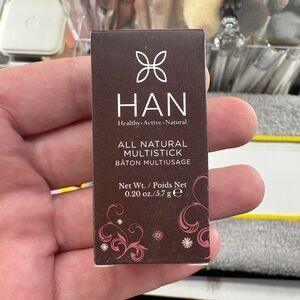 HAN
Healthy • Active • Natural
ALL NATURAL
MULTISTICK
BÂTON MULTIUSAGE
Net Wt. / Poids Net
0.20 oz./5.7 g ℮